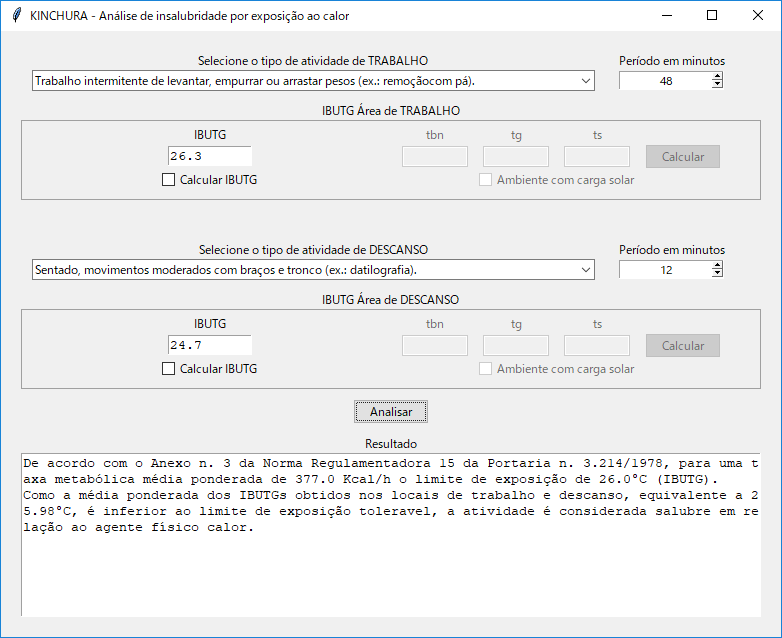 KINCHURA - Análise de insalubridade por exposição ao calor
Selecione o tipo de atividade de TRABALHO
Período em minutos
Trabalho intermitente de levantar, empurrar ou arrastar pesos (ex.: remoçãocom pá).
48
IBUTG Área de TRABALHO
IBUTG
tbn
tg
ts
26.3
Calcular
Calcular IBUTG
Ambiente com carga solar
Selecione o tipo de atividade de DESCANSO
Período em minutos
Sentado, movimentos moderados com braços e tronco (ex.: datilografia).
12
IBUTG Área de DESCANSO
IBUTG
tbn
tg
ts
24.7
Calcular
Calcular IBUTG
Ambiente com carga solar
Analisar
Resultado
De acordo com o Anexo n. 3 da Norma Regulamentadora 15 da Portaria n. 3.214/1978, para uma t
axa metabólica média ponderada de 377.0 Kcal/h o limite de exposição de 26.0°C (IBUTG).
Como a média ponderada dos IBUTGs obtidos nos locais de trabalho e descanso, equivalente a 2
5.98°C, é inferior ao limite de exposição toleravel, a atividade é considerada salubre em re
lação ao agente físico calor.